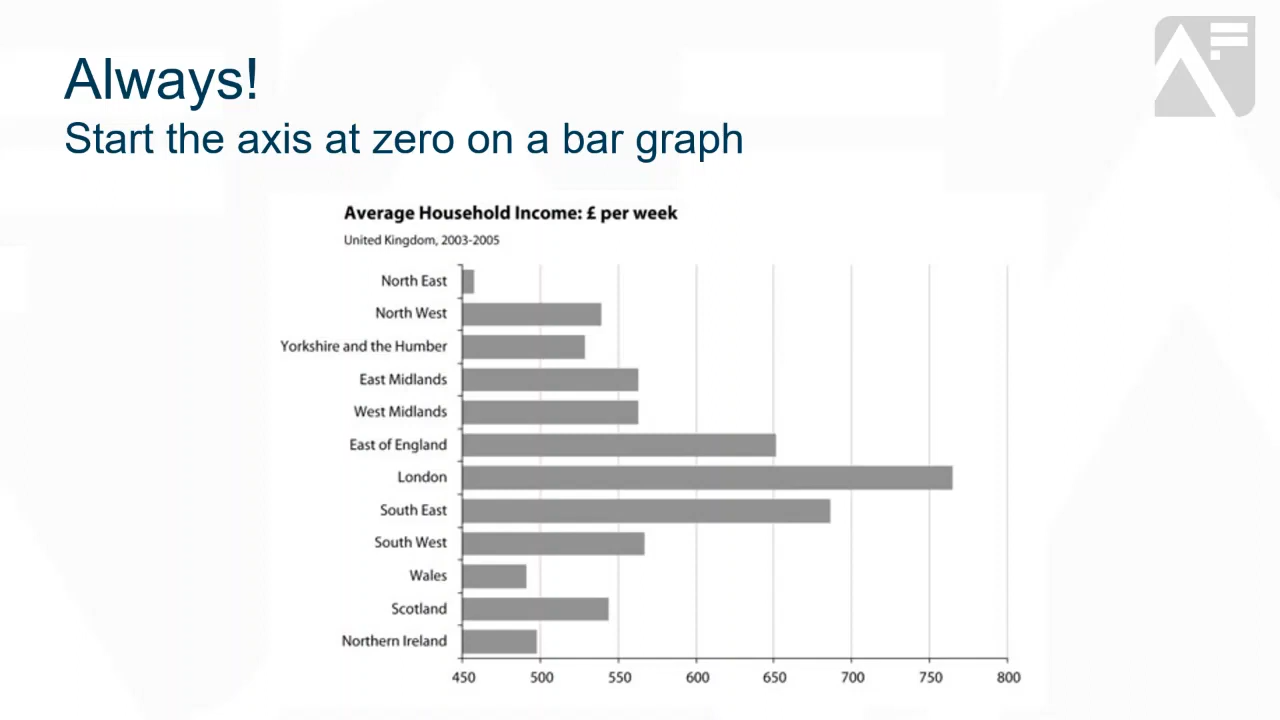 Always!
Start the axis at zero on a bar graph
Average Household Income: £ per week
United Kingdom, 2003-2005
North East
North West
Yorkshire and the Humber
East Midlands
West Midlands
East of England
London
South East
South West
Wales
Scotland
Northern Ireland
450 500 550 600 650 700 750 800